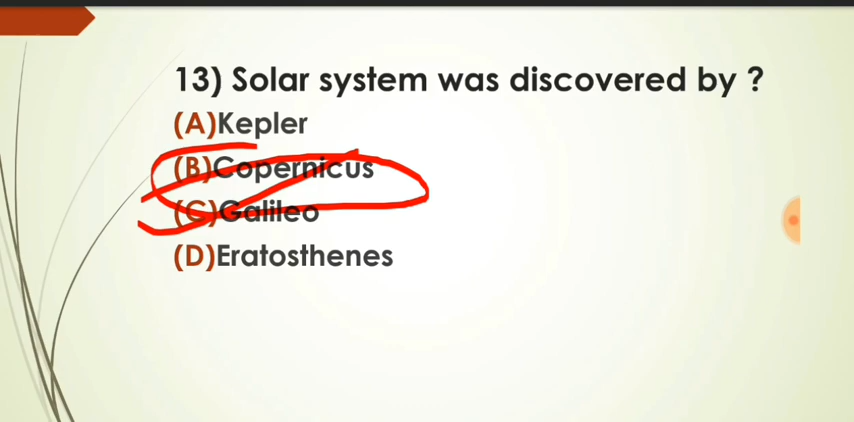 13) Solar system was discovered by ?
(A)Kepler
(B)Copernicus
(C)Galileo
(D)Eratosthenes